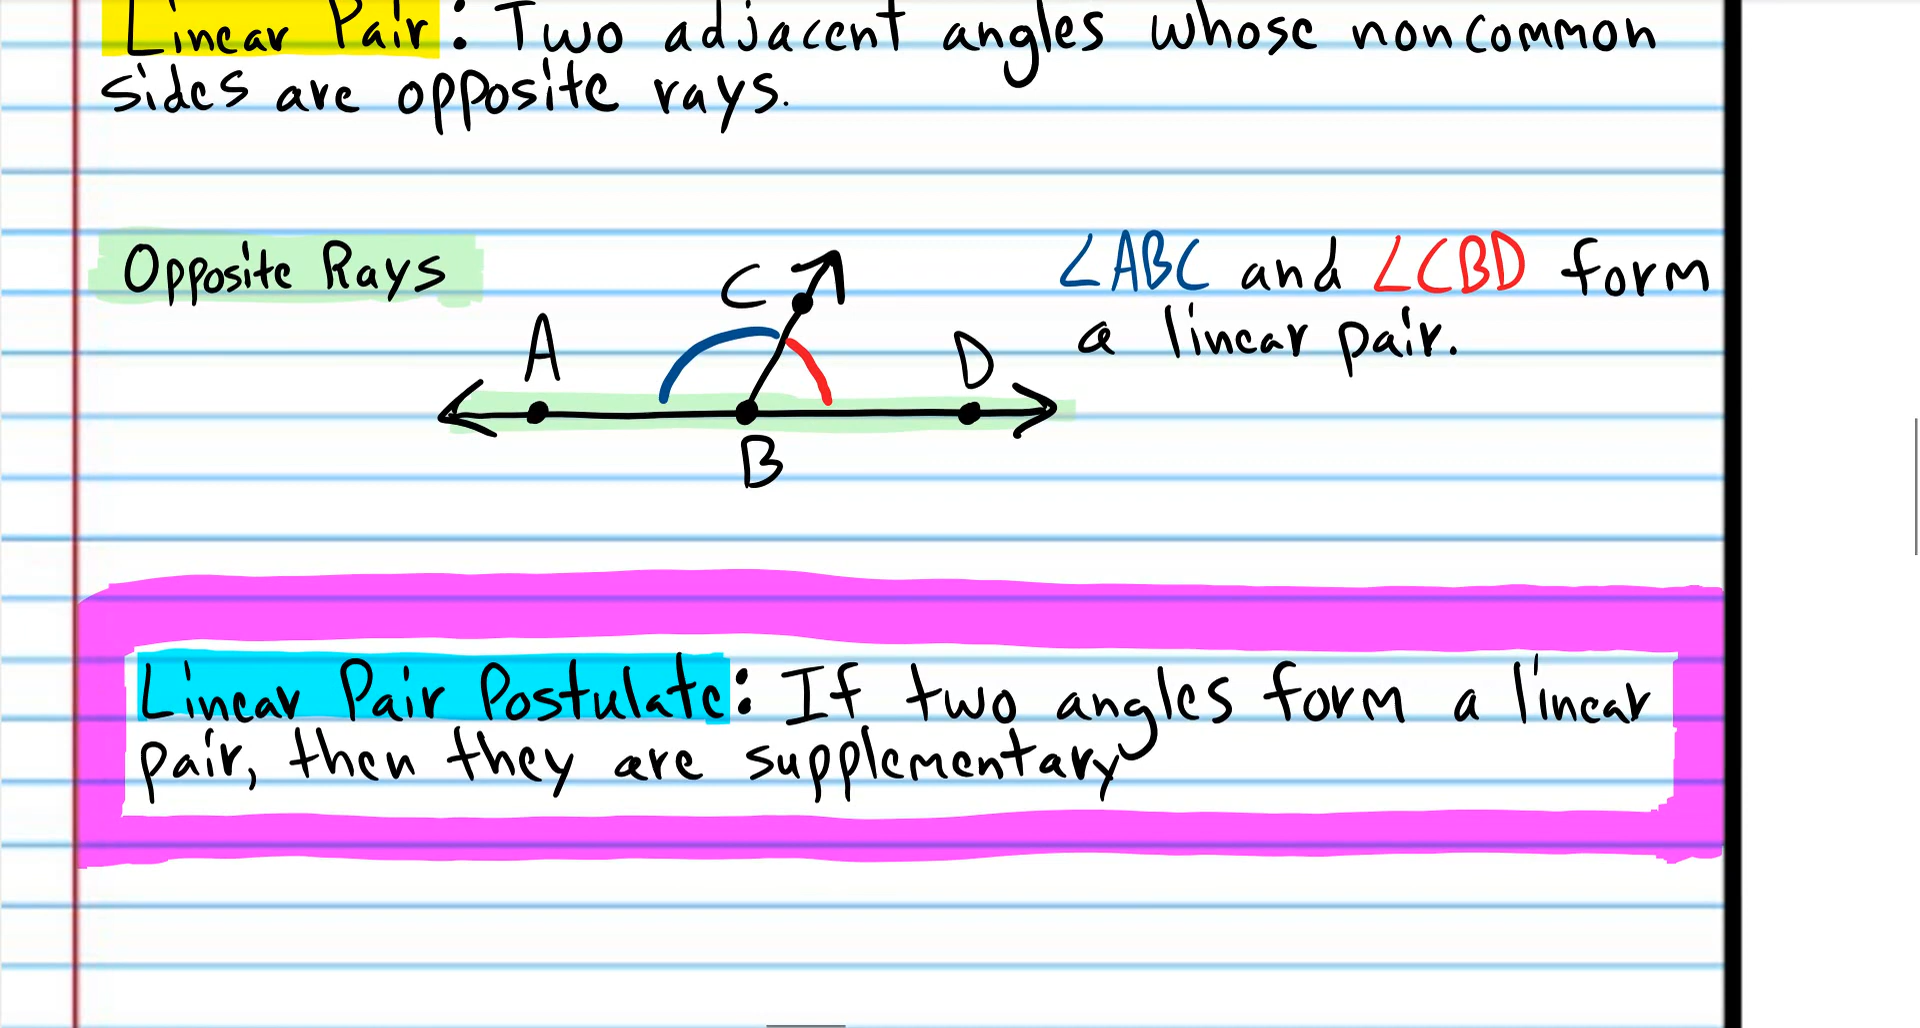 Linear Pair: Two adjacent angles whose noncommon
sides are opposite rays.
Opposite Rays
C
A
D
B
∠ABC and ∠CBD form
a linear pair.
Linear Pair Postulate: If two angles form a linear
pair, then they are supplementary